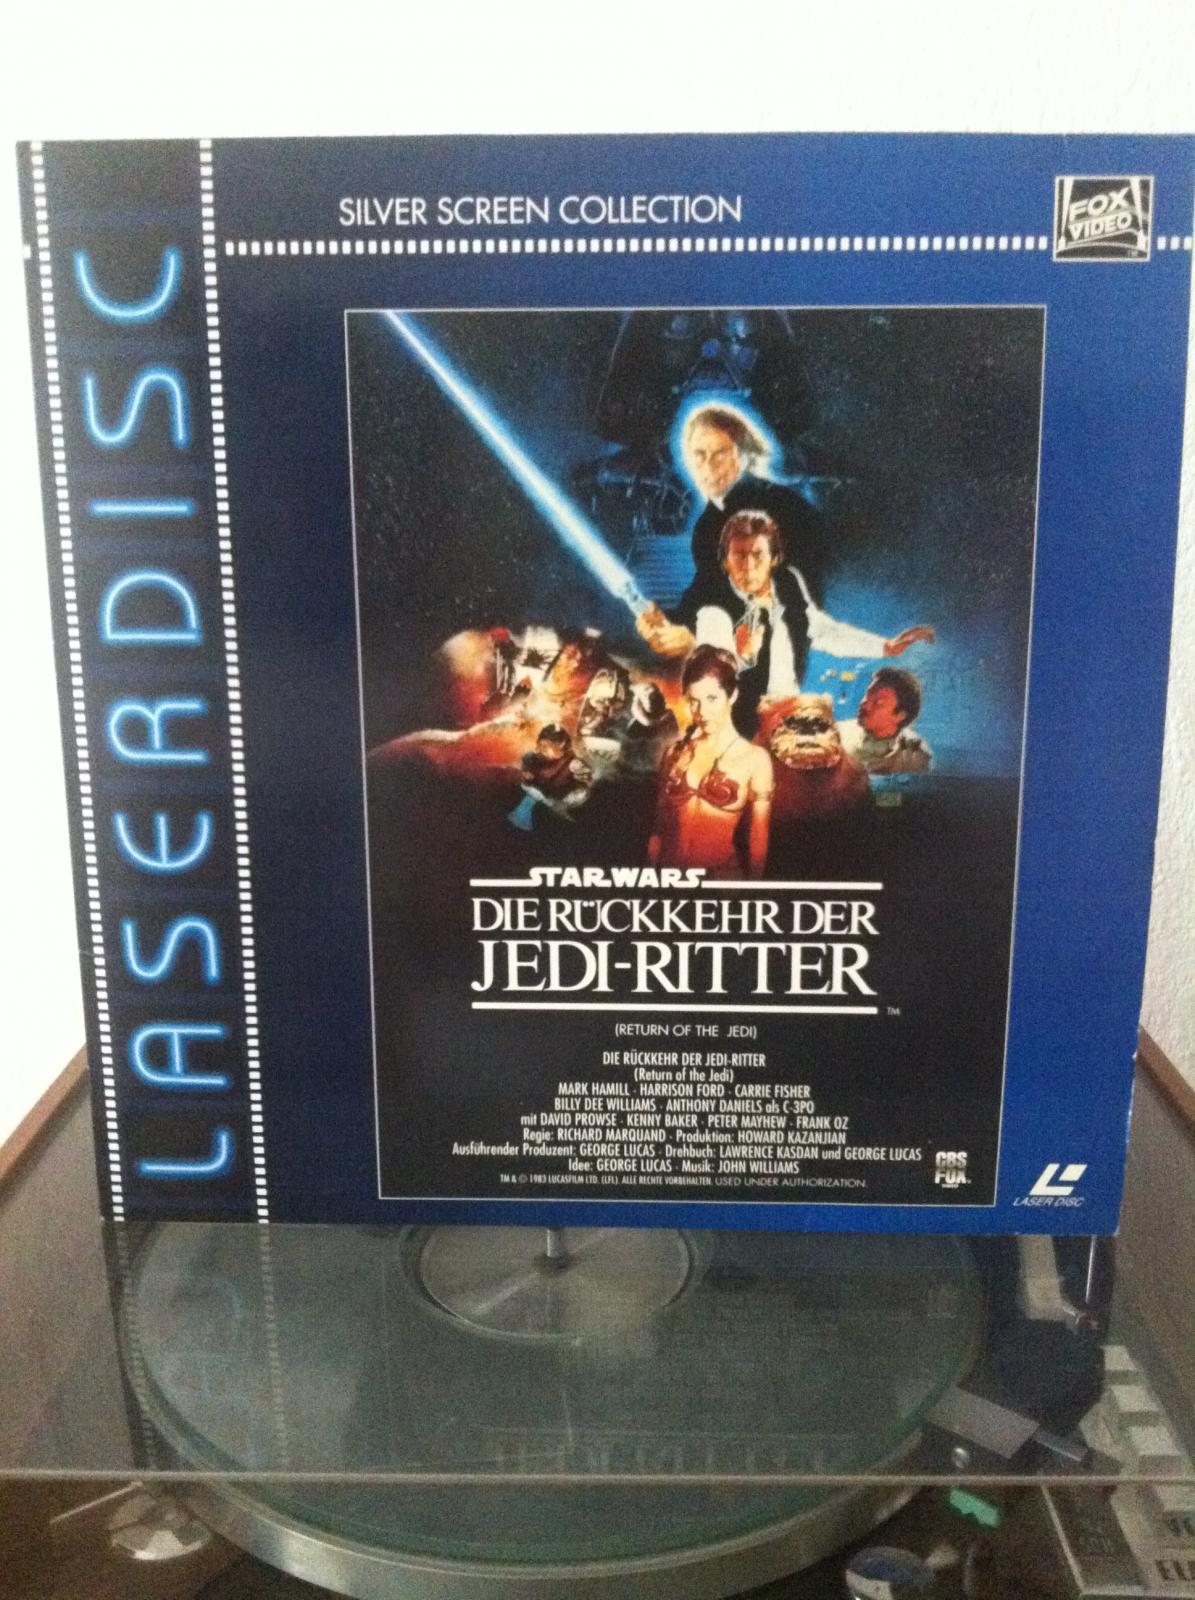 SILVER SCREEN COLLECTION
FOX
VIDEO
LASERDISC
STAR WARS
DIE RÜCKKEHR DER
JEDI-RITTER
TM
(RETURN OF THE JEDI)
DIE RÜCKKEHR DER JEDI-RITTER
(Return of the Jedi)
MARK HAMILL · HARRISON FORD · CARRIE FISHER
BILLY DEE WILLIAMS · ANTHONY DANIELS als C-3PO
mit DAVID PROWSE · KENNY BAKER · PETER MAYHEW · FRANK OZ
Regie: RICHARD MARQUAND · Produktion: HOWARD KAZANJIAN
Ausführender Produzent: GEORGE LUCAS · Drehbuch: LAWRENCE KASDAN und GEORGE LUCAS
Idee: GEORGE LUCAS · Musik: JOHN WILLIAMS
TM & © 1983 LUCASFILM LTD. (LFL). ALLE RECHTE VORBEHALTEN. USED UNDER AUTHORIZATION.
CBS
FOX
VIDEO
LASER DISC